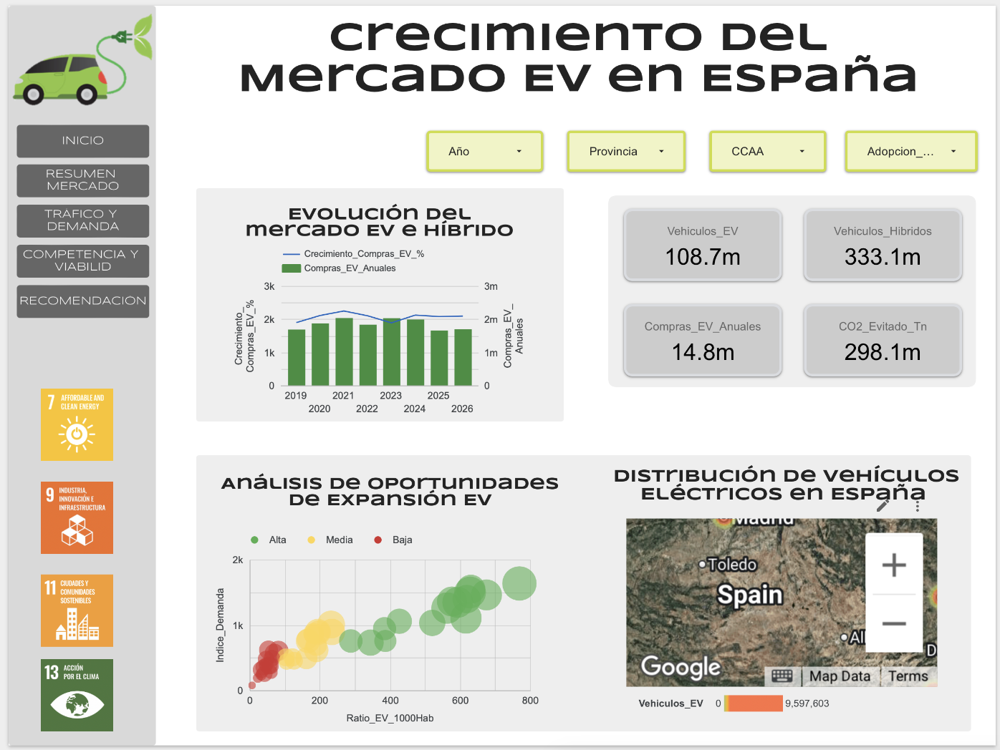 Crecimiento del
Mercado EV en España
INICIO
RESUMEN
MERCADO
TRÁFICO Y
DEMANDA
COMPETENCIA Y
VIABILID
RECOMENDACION
7 AFFORDABLE AND
CLEAN ENERGY
9 INDUSTRIA,
INNOVACIÓN E
INFRAESTRUCTURA
11 CIUDADES Y
COMUNIDADES
SOSTENIBLES
13 ACCIÓN
POR EL CLIMA
Año
Provincia
CCAA
Adopcion_...
Evolución del
mercado EV e Híbrido
Crecimiento_Compras_EV_%
Compras_EV_Anuales
3k
2k
1k
0
3m
2m
1m
0
Crecimiento_
Compras_EV_%
Compras_EV_
Anuales
2019
2020
2021
2022
2023
2024
2025
2026
Vehiculos_EV
108.7m
Vehiculos_Hibridos
333.1m
Compras_EV_Anuales
14.8m
CO2_Evitado_Tn
298.1m
Análisis de oportunidades
de Expansión EV
Alta
Media
Baja
2k
1k
0
Indice_Demanda
0
200
400
600
800
Ratio_EV_1000Hab
Distribución de vehículos
Eléctricos en España
Madrid
Toledo
Spain
Al
D
Google
Map Data
Terms
Vehiculos_EV 0 9,597,603